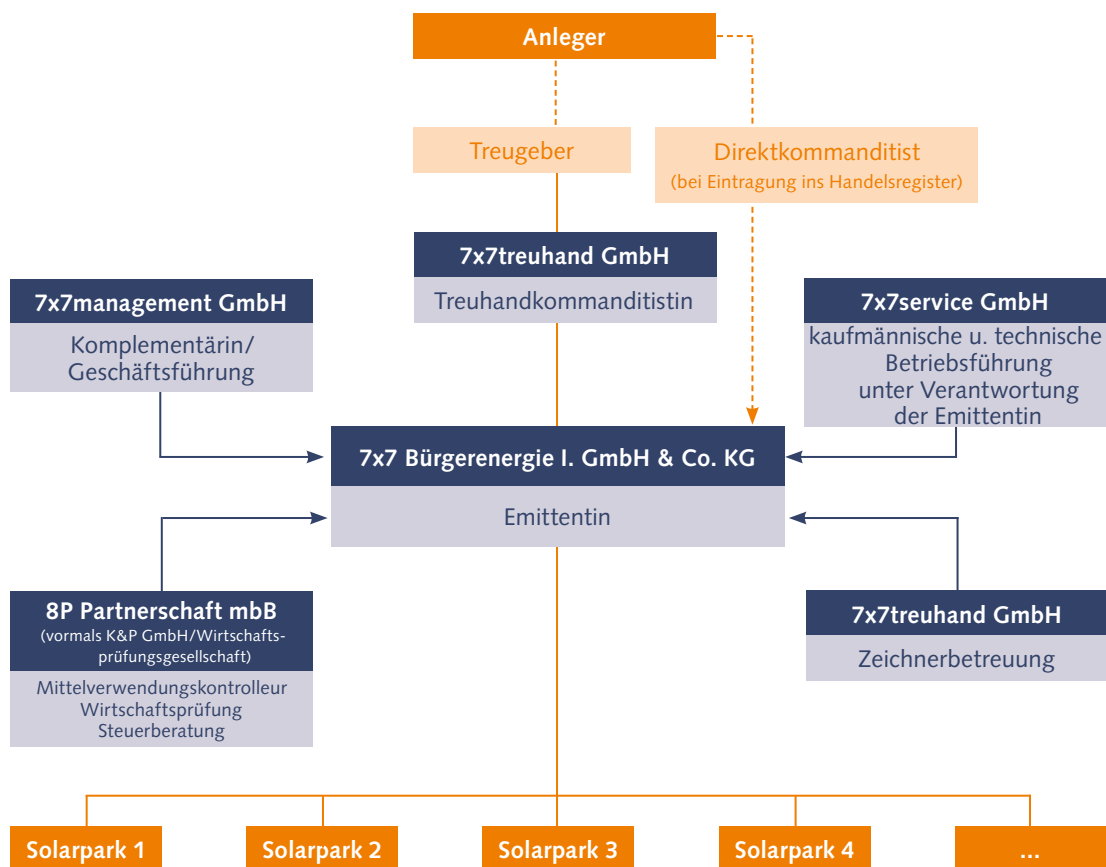 Anleger
Treugeber
Direktkommanditist
(bei Eintragung ins Handelsregister)
7x7treuhand GmbH
Treuhandkommanditistin
7x7management GmbH
Komplementärin/
Geschäftsführung
7x7service GmbH
kaufmännische u. technische
Betriebsführung
unter Verantwortung
der Emittentin
7x7 Bürgerenergie I. GmbH & Co. KG
Emittentin
8P Partnerschaft mbB
(vormals K&P GmbH/Wirtschafts-
prüfungsgesellschaft)
Mittelverwendungskontrolleur
Wirtschaftsprüfung
Steuerberatung
7x7treuhand GmbH
Zeichnerbetreuung
Solarpark 1
Solarpark 2
Solarpark 3
Solarpark 4
...